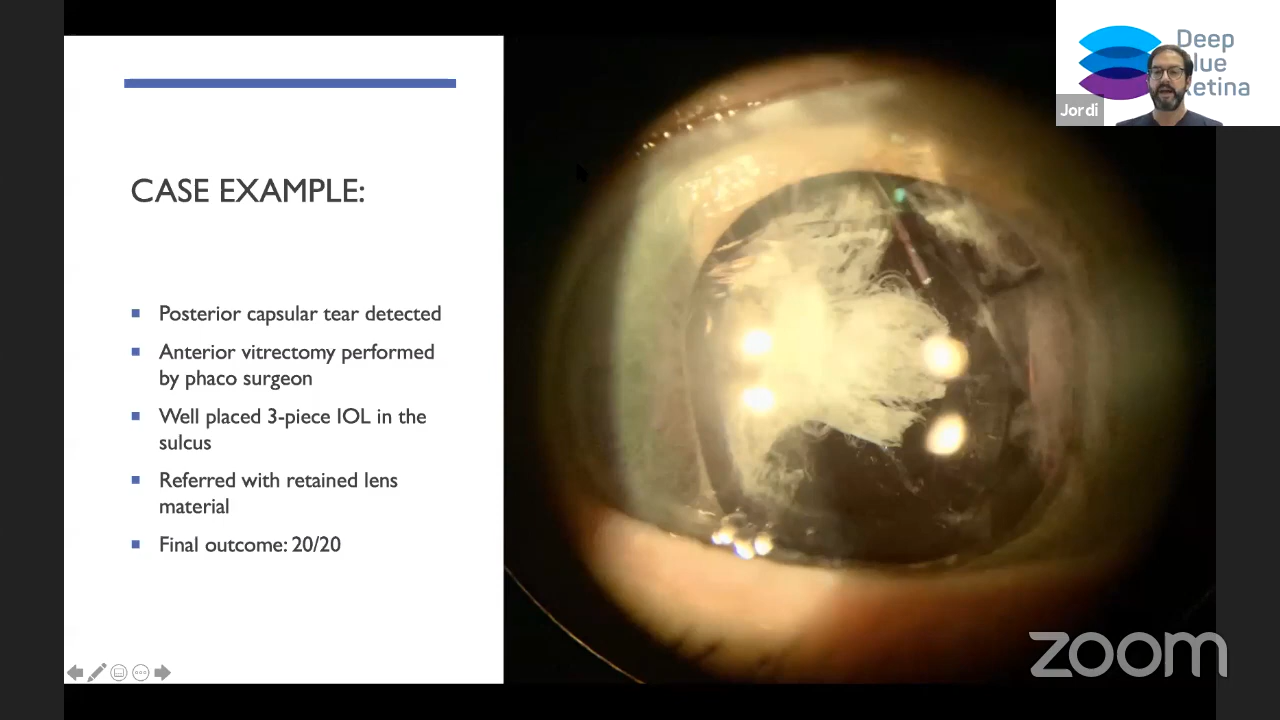 CASE EXAMPLE:
Posterior capsular tear detected
Anterior vitrectomy performed
by phaco surgeon
Well placed 3-piece IOL in the
sulcus
Referred with retained lens
material
Final outcome: 20/20
Deep
lue
etina
Jordi
zoom